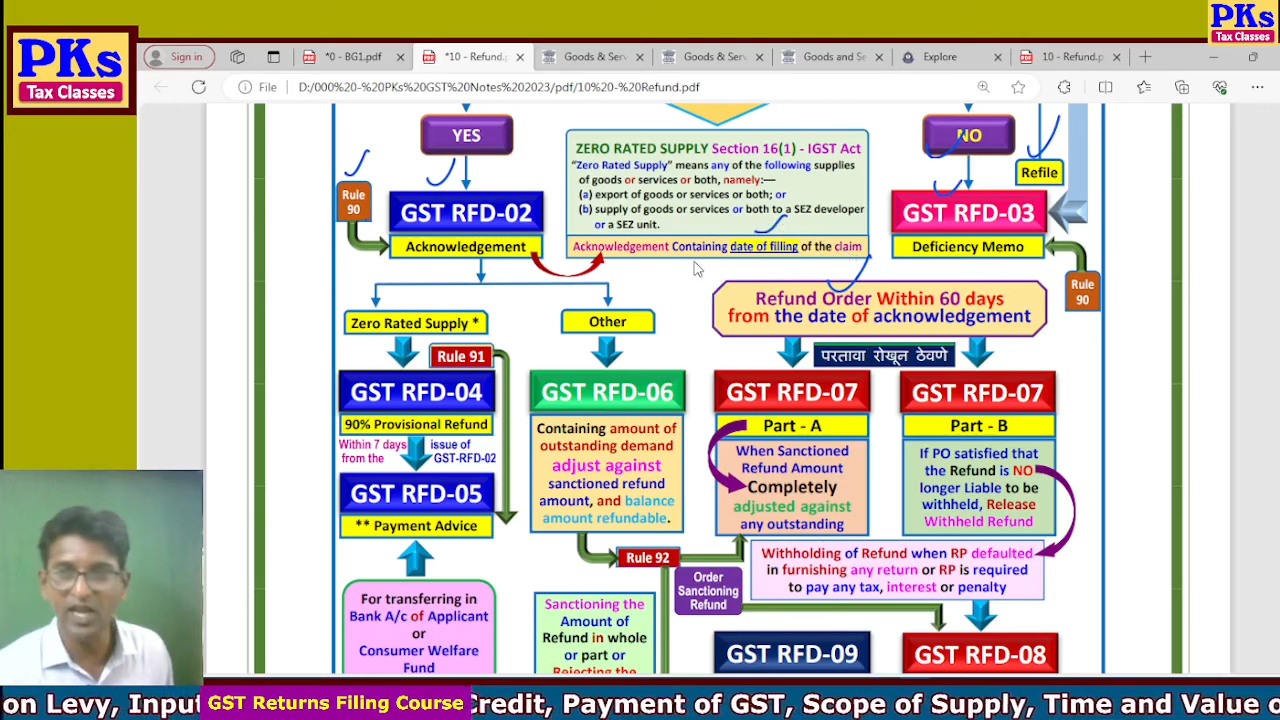 PKs
Tax Classes
PKs
Tax Classes
Sign in
*0 - BG1.pdf
*10 - Refund.p
Goods & Serv
Goods & Serv
Goods and Se
Explore
10 - Refund.p
File
D:/000%20-%20PKs%20GST%20Notes%202023/pdf/10%20-%20Refund.pdf
YES
NO
Refile
Rule
90
GST RFD-02
Acknowledgement
ZERO RATED SUPPLY Section 16(1) - IGST Act
“Zero Rated Supply” means any of the following supplies
of goods or services or both, namely:—
(a) export of goods or services or both; or
(b) supply of goods or services or both to a SEZ developer
or a SEZ unit.
Acknowledgement Containing date of filling of the claim
GST RFD-03
Deficiency Memo
Rule
90
Refund Order Within 60 days
from the date of acknowledgement
परतावा रोखून ठेवणे
Zero Rated Supply *
Other
Rule 91
GST RFD-04
90% Provisional Refund
Within 7 days issue of
from the GST-RFD-02
GST RFD-05
** Payment Advice
For transferring in
Bank A/c of Applicant
or
Consumer Welfare
Fund
GST RFD-06
Containing amount of
outstanding demand
adjust against
sanctioned refund
amount, and balance
amount refundable.
Rule 92
Sanctioning the
Amount of
Refund in whole
or part or
Rejecting the
GST RFD-07
Part - A
When Sanctioned
Refund Amount
Completely
adjusted against
any outstanding
GST RFD-07
Part - B
If PO satisfied that
the Refund is NO
longer Liable to be
withheld, Release
Withheld Refund
Withholding of Refund when RP defaulted
in furnishing any return or RP is required
to pay any tax, interest or penalty
Order
Sanctioning
Refund
GST RFD-09
GST RFD-08
on Levy, Input
GST Returns Filing Course
Credit, Payment of GST, Scope of Supply, Time and Value o